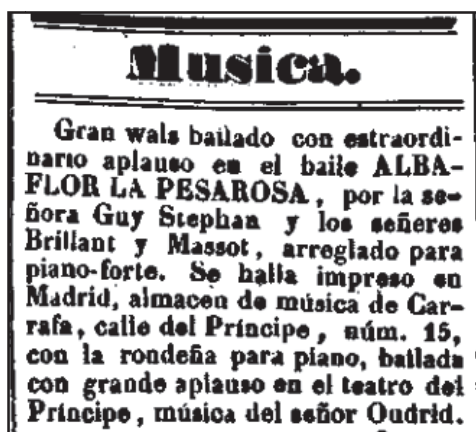 Musica.
Gran wals bailado con estraordi-
nario aplauso en el baile ALBA-
FLOR LA PESAROSA, por la se-
ñora Guy Stephan y los señeres
Brillant y Massot, arreglado para
piano-forte. Se halla impreso en
Madrid, almacen de música de Car-
rafa, calle del Príncipe, núm. 15,
con la rondeña para piano, bailada
con grande aplauso en el teatro del
Príncipe, música del señor Oudrid.